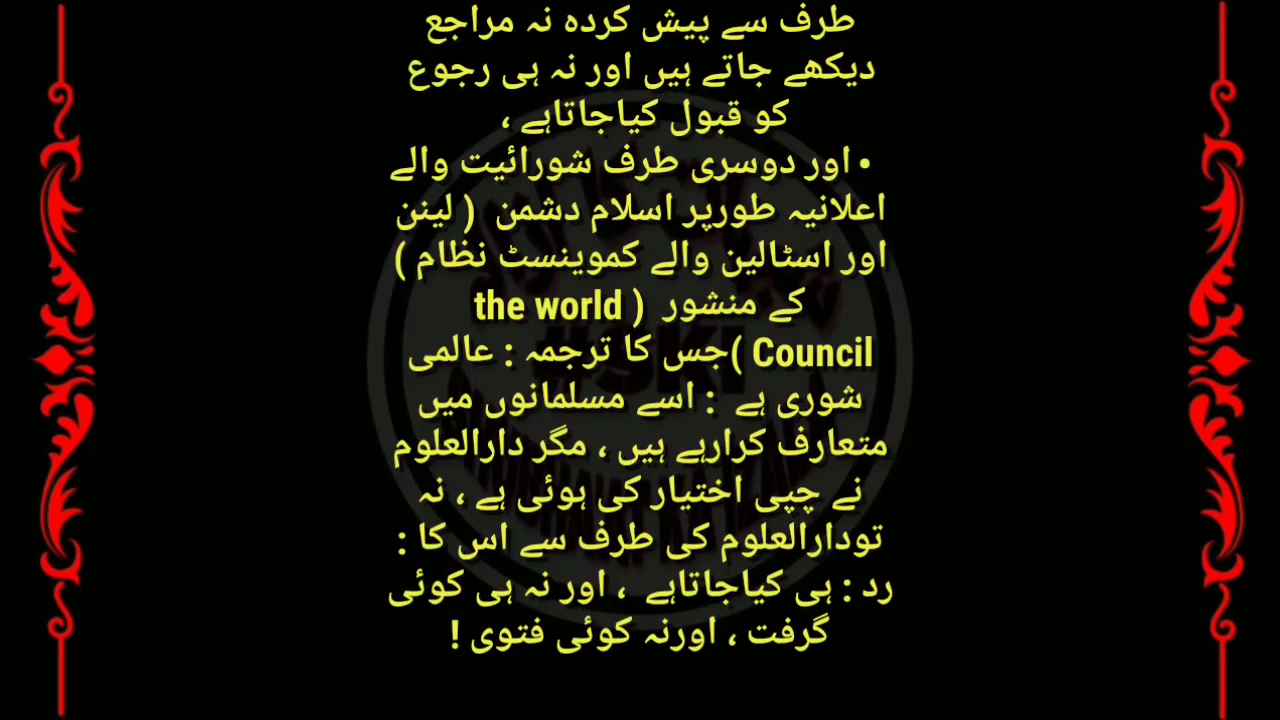 طرف سے پیش کردہ نہ مراجع
دیکھے جاتے ہیں اور نہ ہی رجوع
کو قبول کیاجاتاہے ،
• اور دوسری طرف شورائیت والے
اعلانیہ طورپر اسلام دشمن ( لینن
اور اسٹالین والے کموینسٹ نظام )
کے منشور ( the world
Council )جس کا ترجمہ : عالمی
شوری ہے : اسے مسلمانوں میں
متعارف کرارہے ہیں ، مگر دارالعلوم
نے چپی اختیار کی ہوئی ہے ، نہ
تودارالعلوم کی طرف سے اس کا :
رد : ہی کیاجاتاہے ، اور نہ ہی کوئی
گرفت ، اورنہ کوئی فتوی !